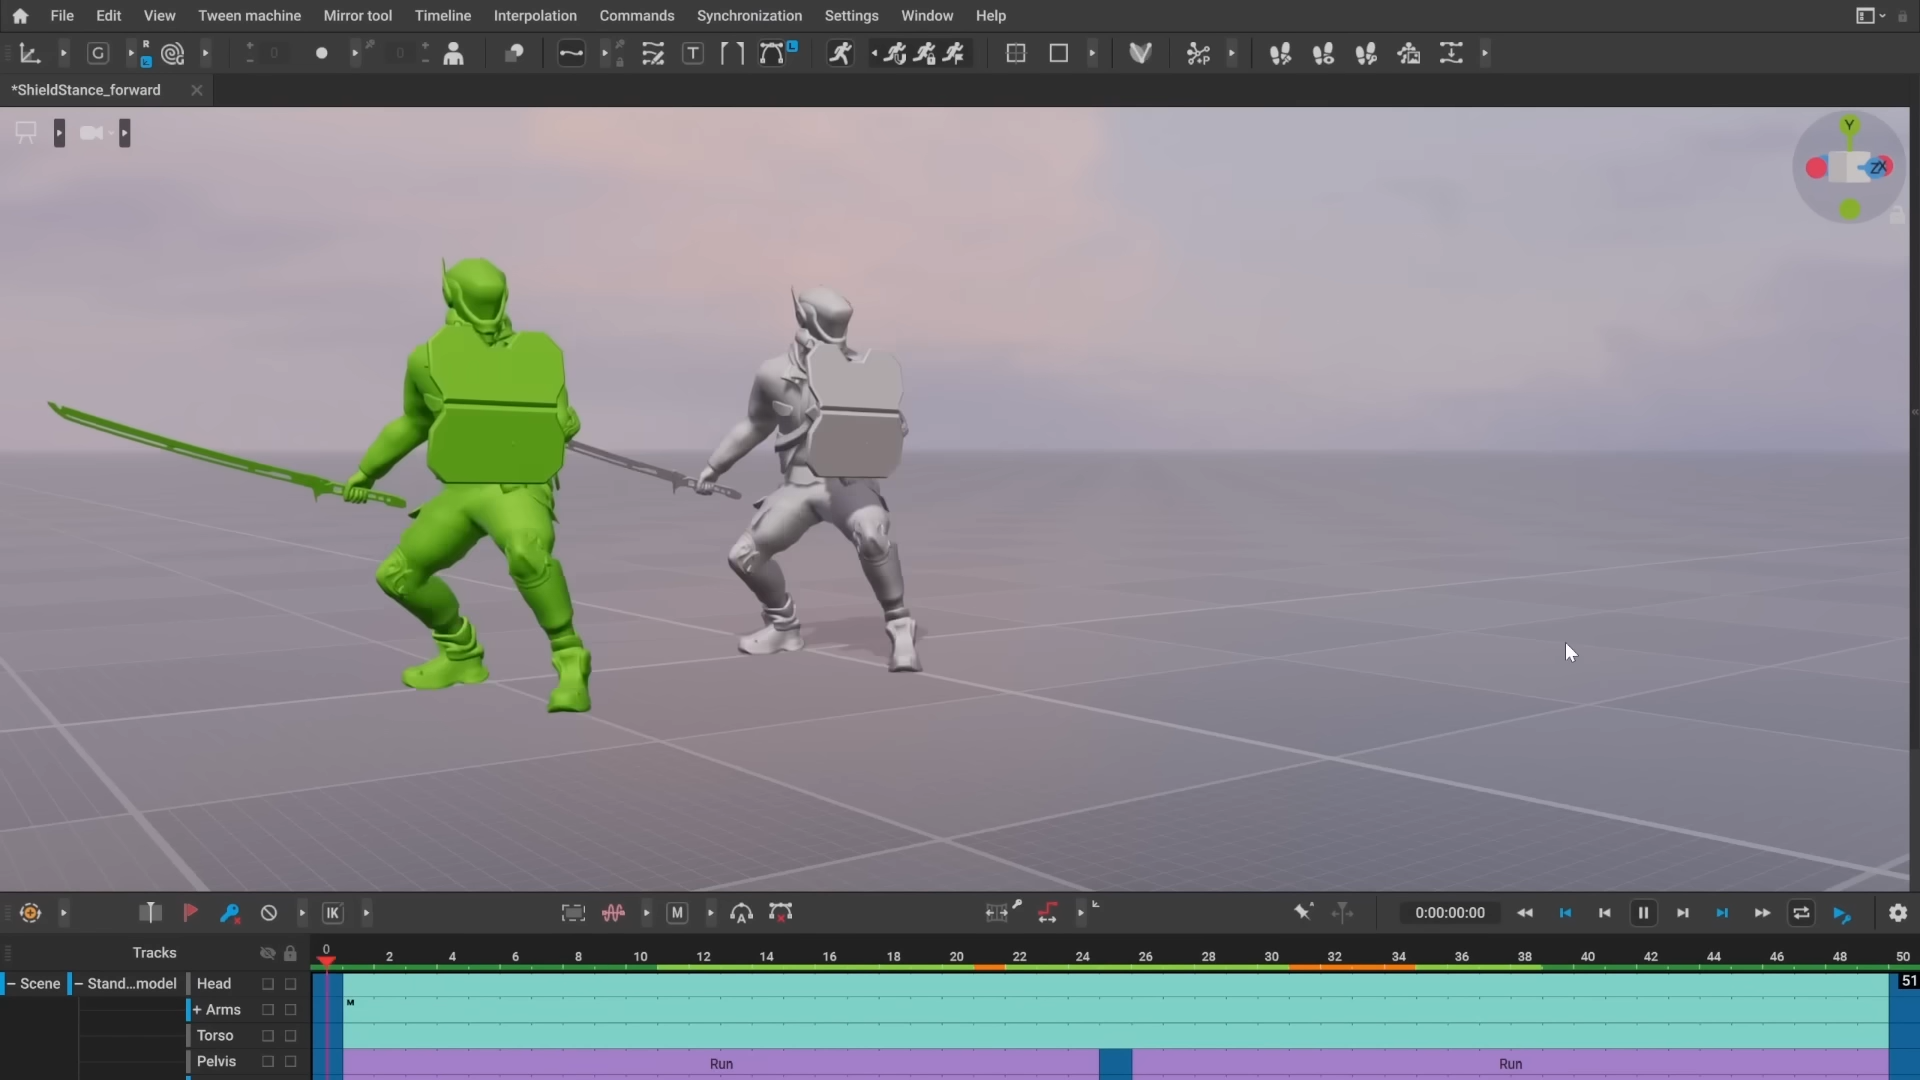 File Edit View Tween machine Mirror tool Timeline Interpolation Commands Synchronization Settings Window Help
G R L 0 0 T L P
*ShieldStance_forward
Y
ZX
IK M A 0:00:00:00
Tracks 0 2 4 6 8 10 12 14 16 18 20 22 24 26 28 30 32 34 36 38 40 42 44 46 48 50
Scene Stand...model Head 51
+ Arms M
Torso
Pelvis Run Run